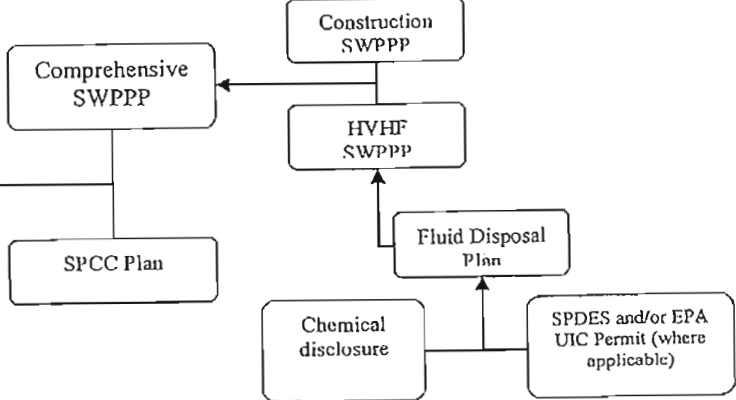 Construction
SWPPP
Comprehensive
SWPPP
HVHF
SWPPP
Fluid Disposal
Plan
SPCC Plan
Chemical
disclosure
SPDES and/or EPA
UIC Permit (where
applicable)